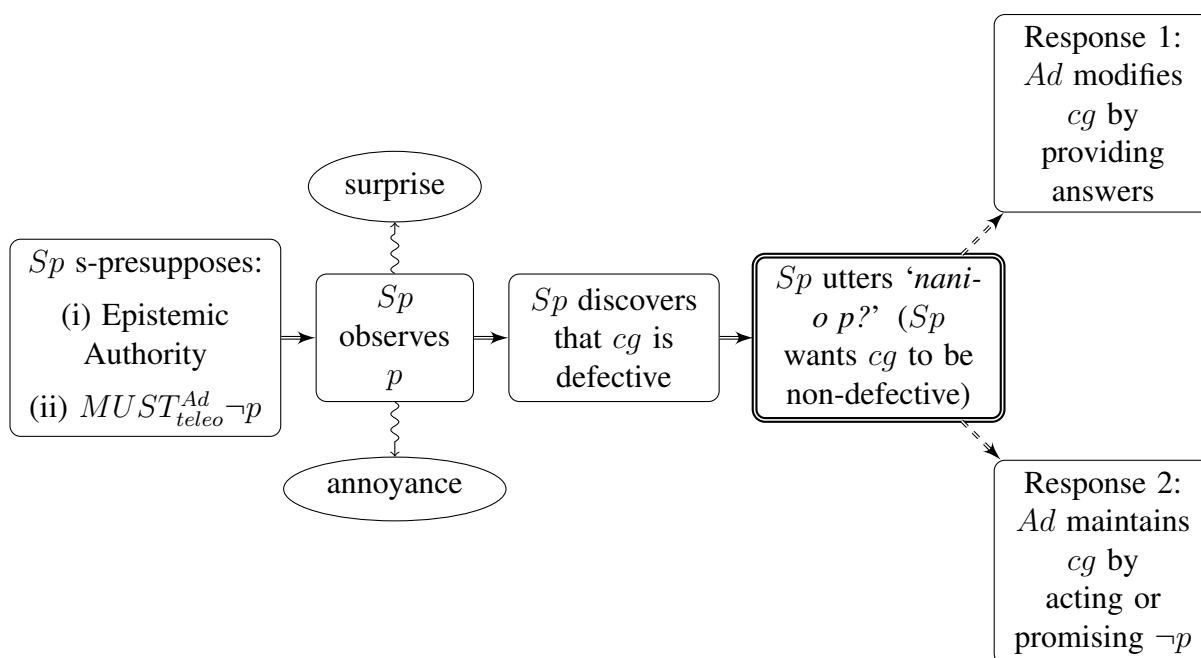 Sp s-presupposes:
(i) Epistemic
Authority
(ii) MUST^{Ad}_{teleo}¬p
surprise
Sp
observes
p
annoyance
Sp discovers
that cg is
defective
Sp utters ‘nani-
o p?’ (Sp
wants cg to be
non-defective)
Response 1:
Ad modifies
cg by
providing
answers
Response 2:
Ad maintains
cg by
acting or
promising ¬p